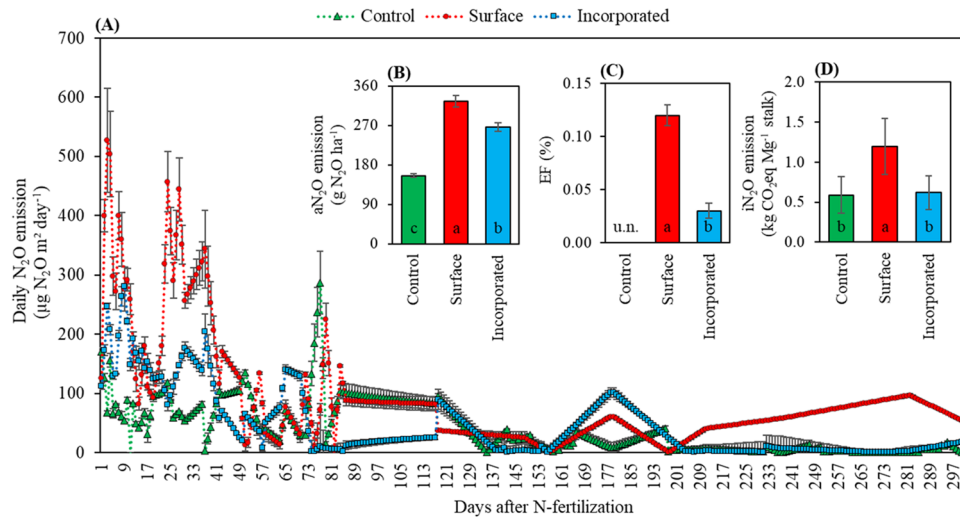 (A)
Control
Surface
Incorporated
Daily N₂O emission
(µg N₂O m² day⁻¹)
700
600
500
400
300
200
100
0
(B)
aN₂O emission
(g N₂O ha⁻¹)
360
270
180
90
0
c
a
b
Control
Surface
Incorporated
(C)
EF (%)
0.15
0.10
0.05
0.00
u.n.
a
b
Control
Surface
Incorporated
(D)
iN₂O emission
(kg CO₂eq Mg⁻¹ stalk)
2.0
1.5
1.0
0.5
0.0
b
a
b
Control
Surface
Incorporated
1 9 17 25 33 41 49 57 65 73 81 89 97 105 113 121 129 137 145 153 161 169 177 185 193 201 209 217 225 233 241 249 257 265 273 281 289 297
Days after N-fertilization